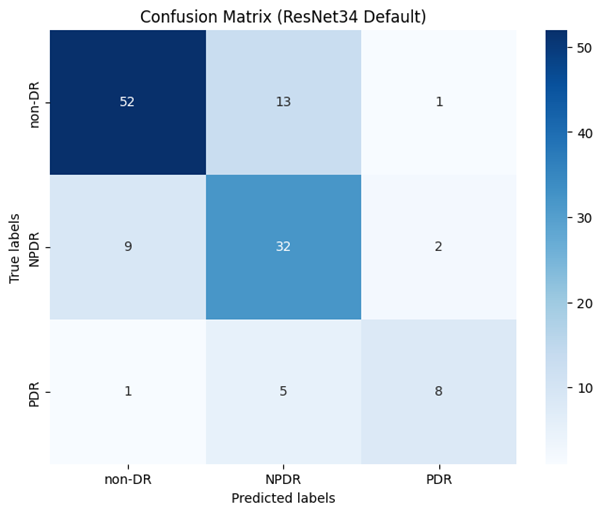 Confusion Matrix (ResNet34 Default)
non-DR 52 13 1 50
40
True labels
NPDR 9 32 2 30
20
PDR 1 5 8 10
non-DR NPDR PDR
Predicted labels